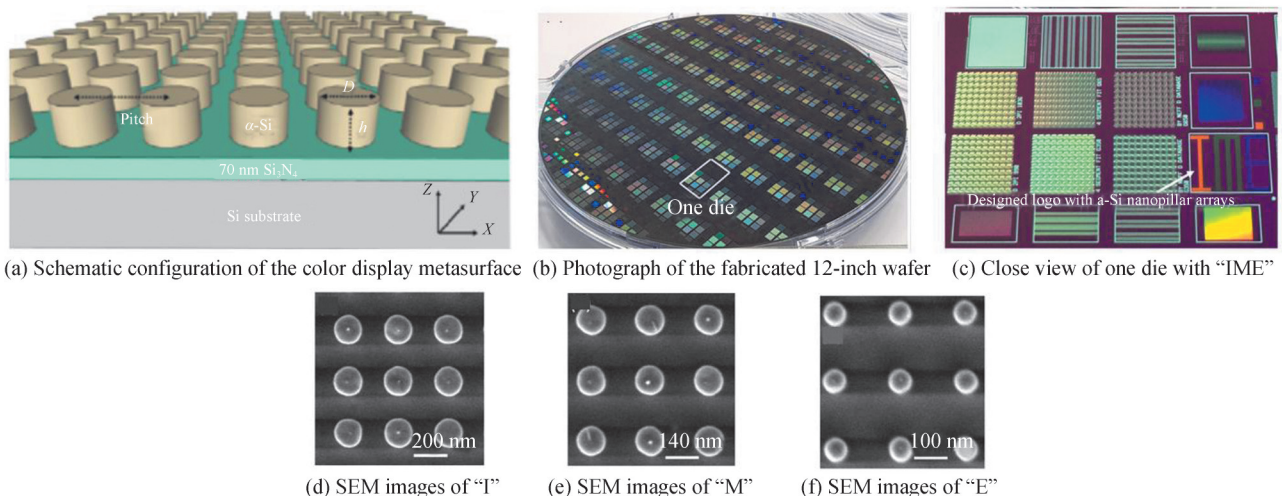 D
Pitch
α-Si
h
70 nm Si₃N₄
Si substrate
Z
Y
X
One die
Designed logo with a-Si nanopillar arrays
(a) Schematic configuration of the color display metasurface (b) Photograph of the fabricated 12-inch wafer (c) Close view of one die with “IME”
200 nm
140 nm
100 nm
(d) SEM images of “I” (e) SEM images of “M” (f) SEM images of “E”